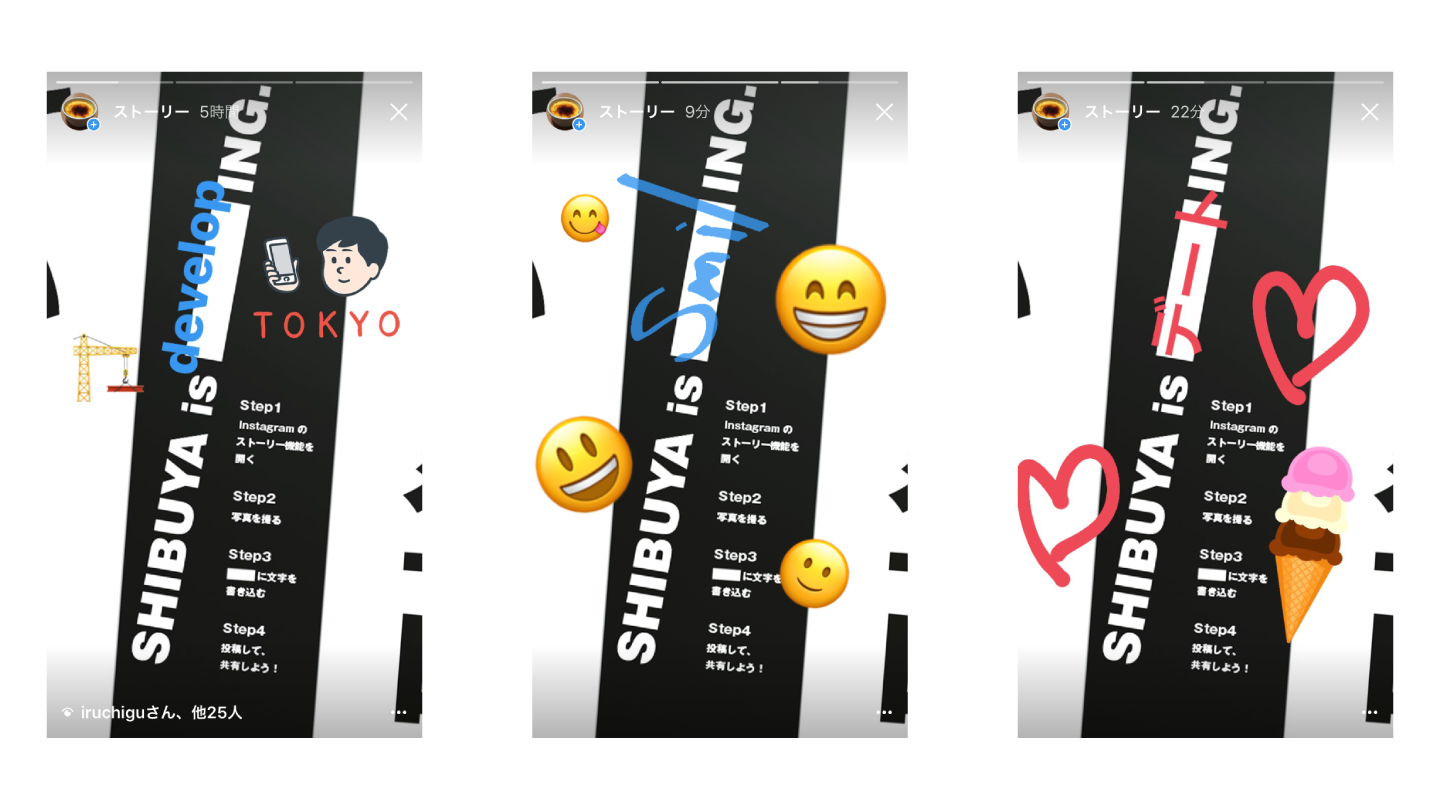 ストーリー 5時間
SHIBUYA is develop ING.
TOKYO
Step1
Instagram の
ストーリー機能を
開く
Step2
写真を撮る
Step3
に文字を
書き込む
Step4
投稿して、
共有しよう！
iruchiguさん、他25人
ストーリー 9分
SHIBUYA is Smil ING.
Step1
Instagram の
ストーリー機能を
開く
Step2
写真を撮る
Step3
に文字を
書き込む
Step4
投稿して、
共有しよう！
ストーリー 22分
SHIBUYA is デート ING.
Step1
Instagram の
ストーリー機能を
開く
Step2
写真を撮る
Step3
に文字を
書き込む
Step4
投稿して、
共有しよう！